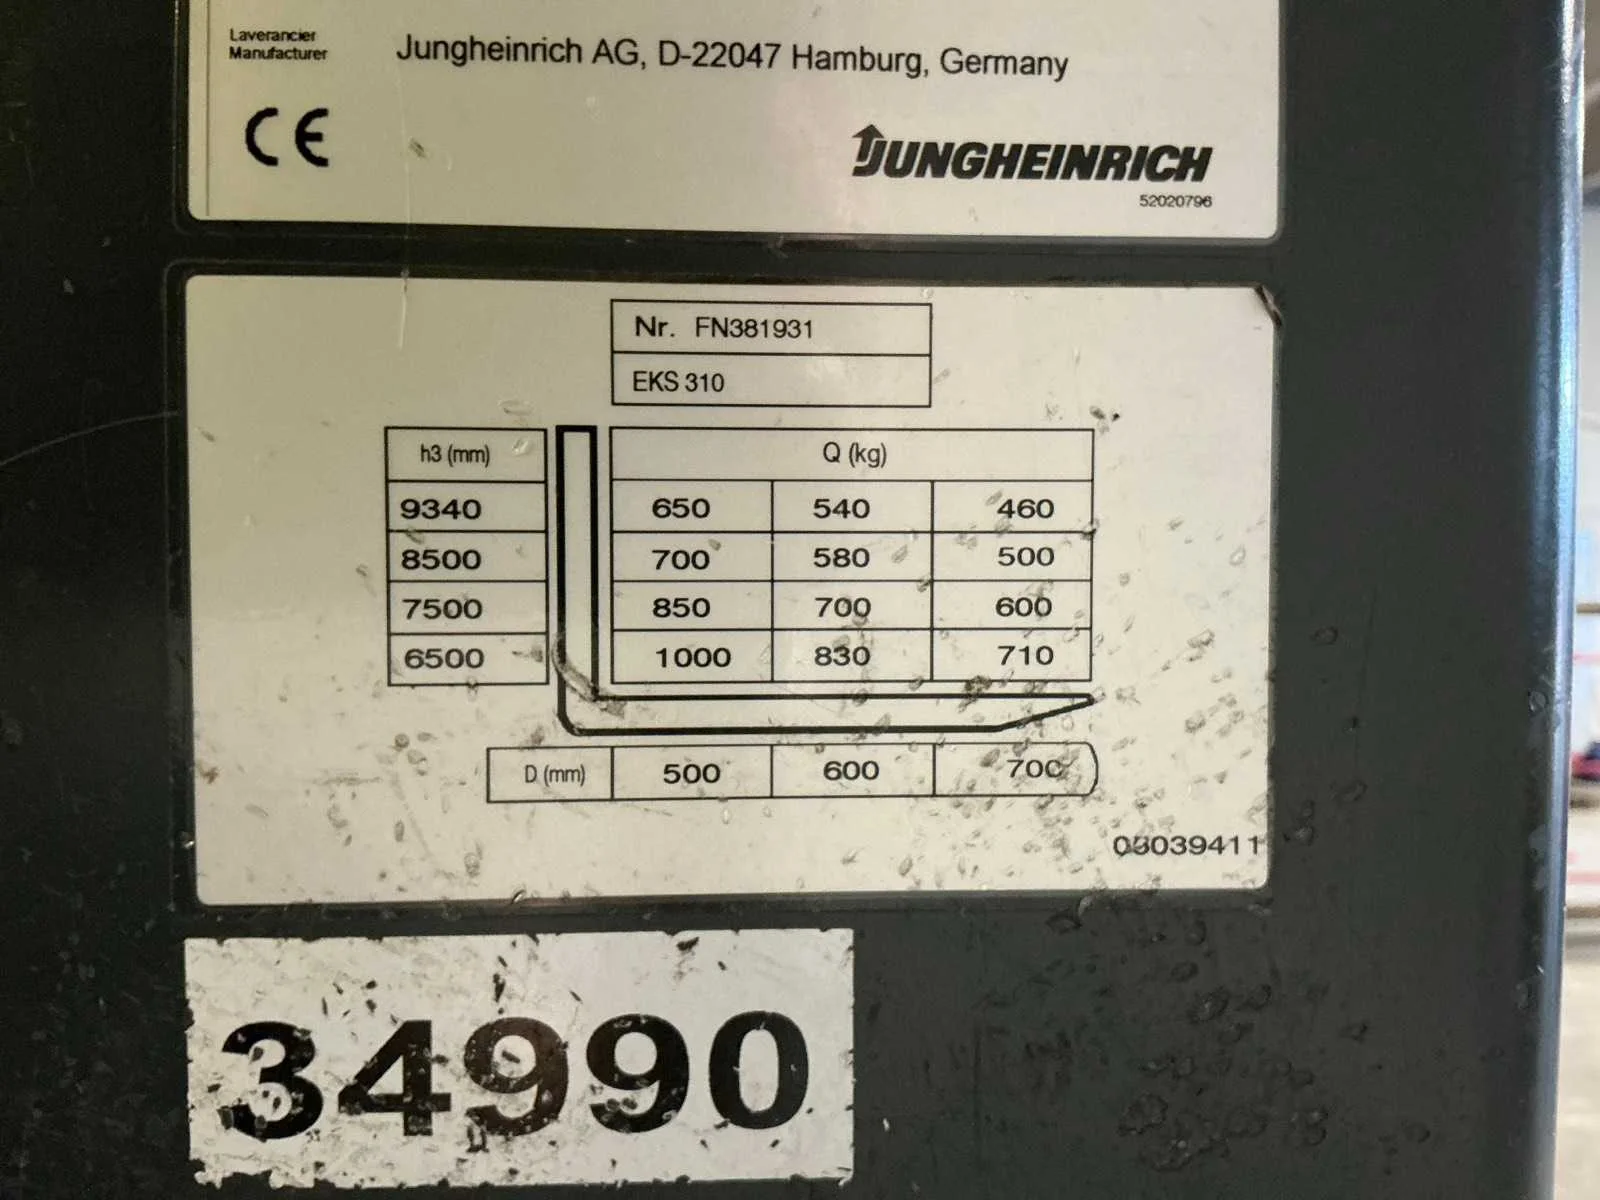 Laverancier
Manufacturer
Jungheinrich AG, D-22047 Hamburg, Germany
CE
JUNGHEINRICH
52020796
Nr. FN381931
EKS 310
h3 (mm) Q (kg)
9340 650 540 460
8500 700 580 500
7500 850 700 600
6500 1000 830 710
D (mm) 500 600 700
05039411
34990